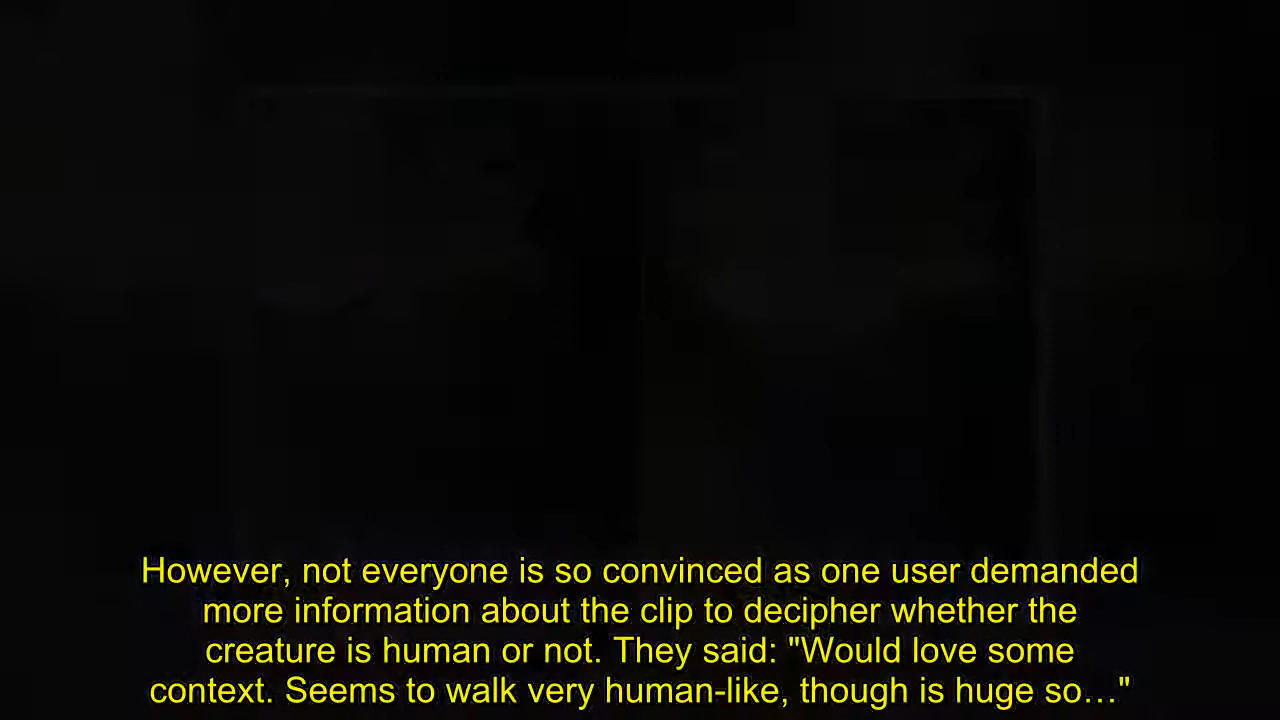 However, not everyone is so convinced as one user demanded
more information about the clip to decipher whether the
creature is human or not. They said: "Would love some
context. Seems to walk very human-like, though is huge so…"